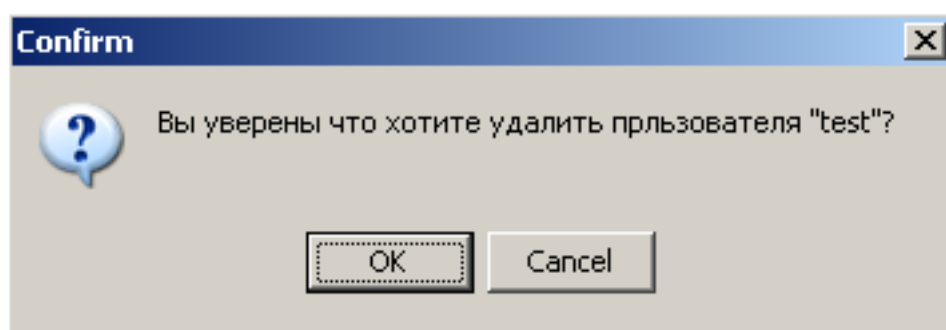 Confirm
Вы уверены что хотите удалить прльзователя "test"?
OK
Cancel